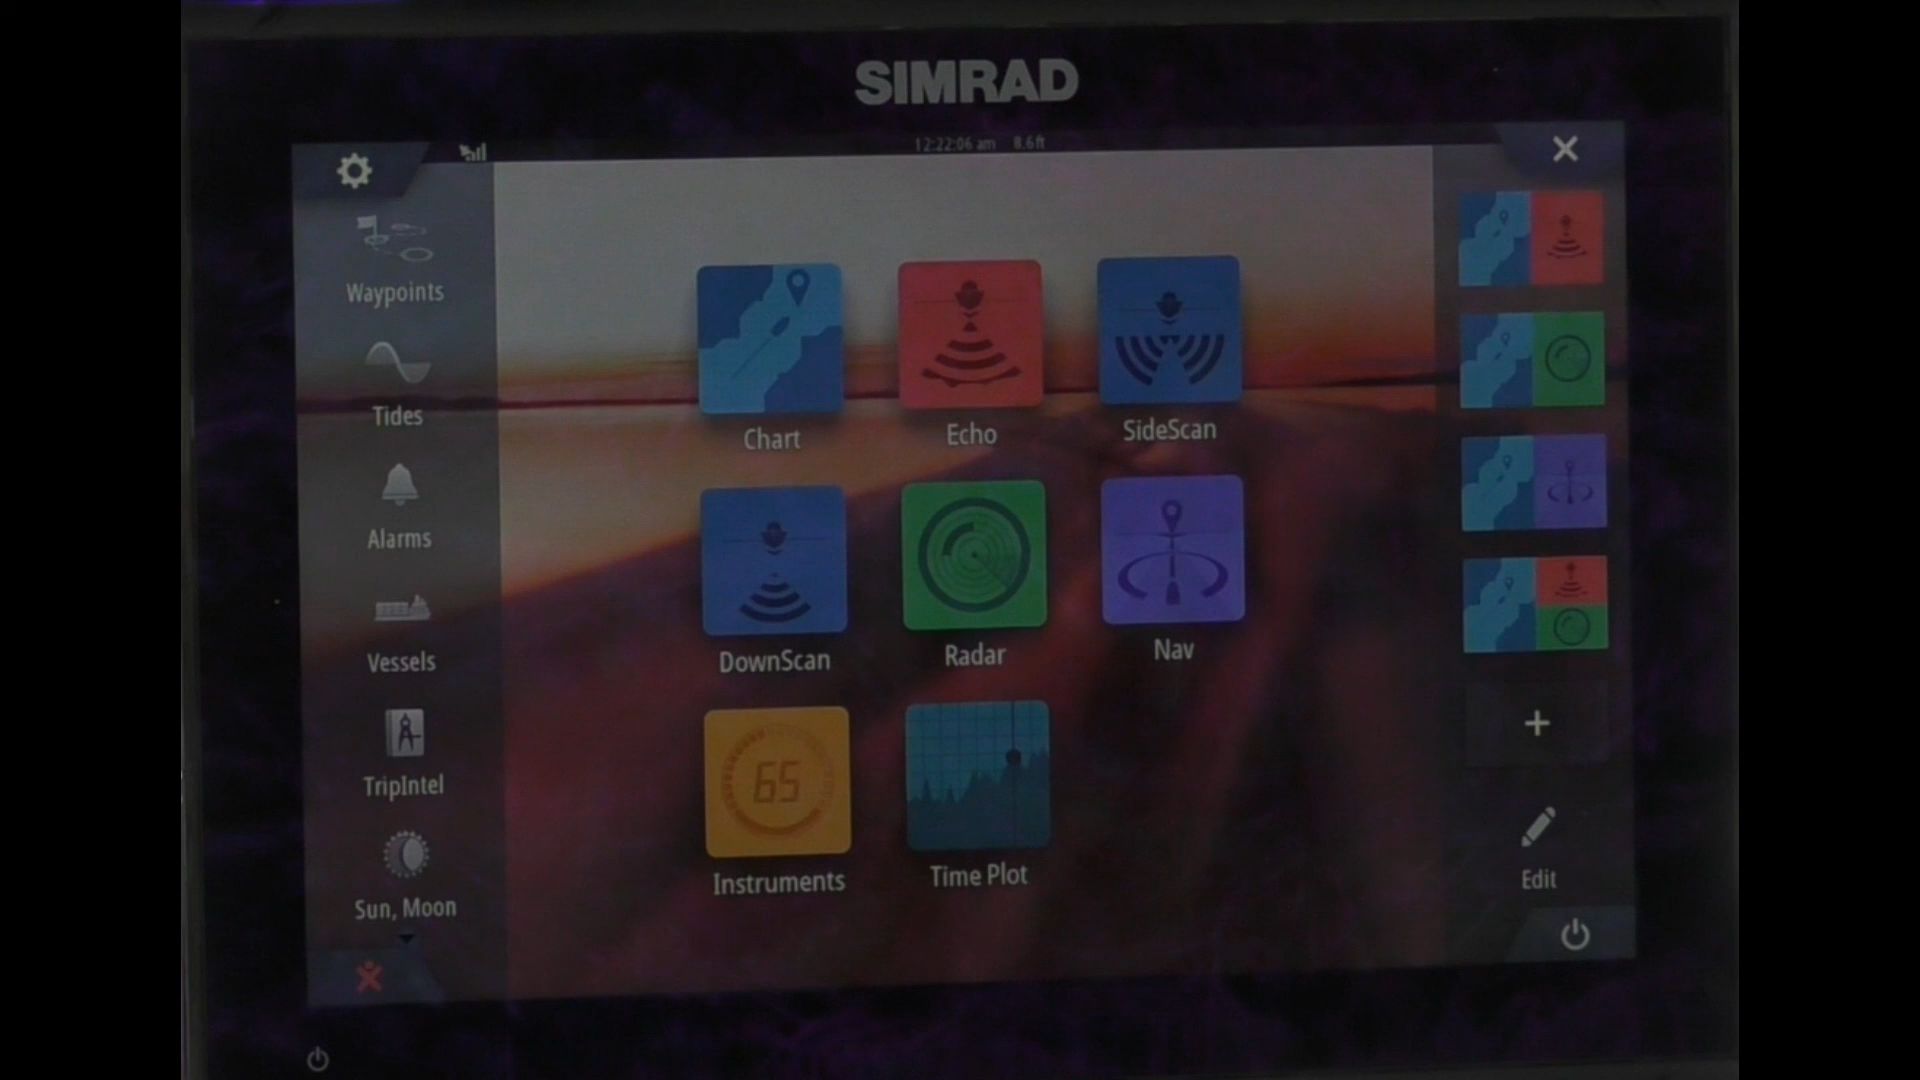 SIMRAD
12:22:06 am 8.6ft
Waypoints
Tides
Alarms
Vessels
TripIntel
Sun, Moon
Chart
Echo
SideScan
DownScan
Radar
Nav
65
Instruments
Time Plot
+
Edit